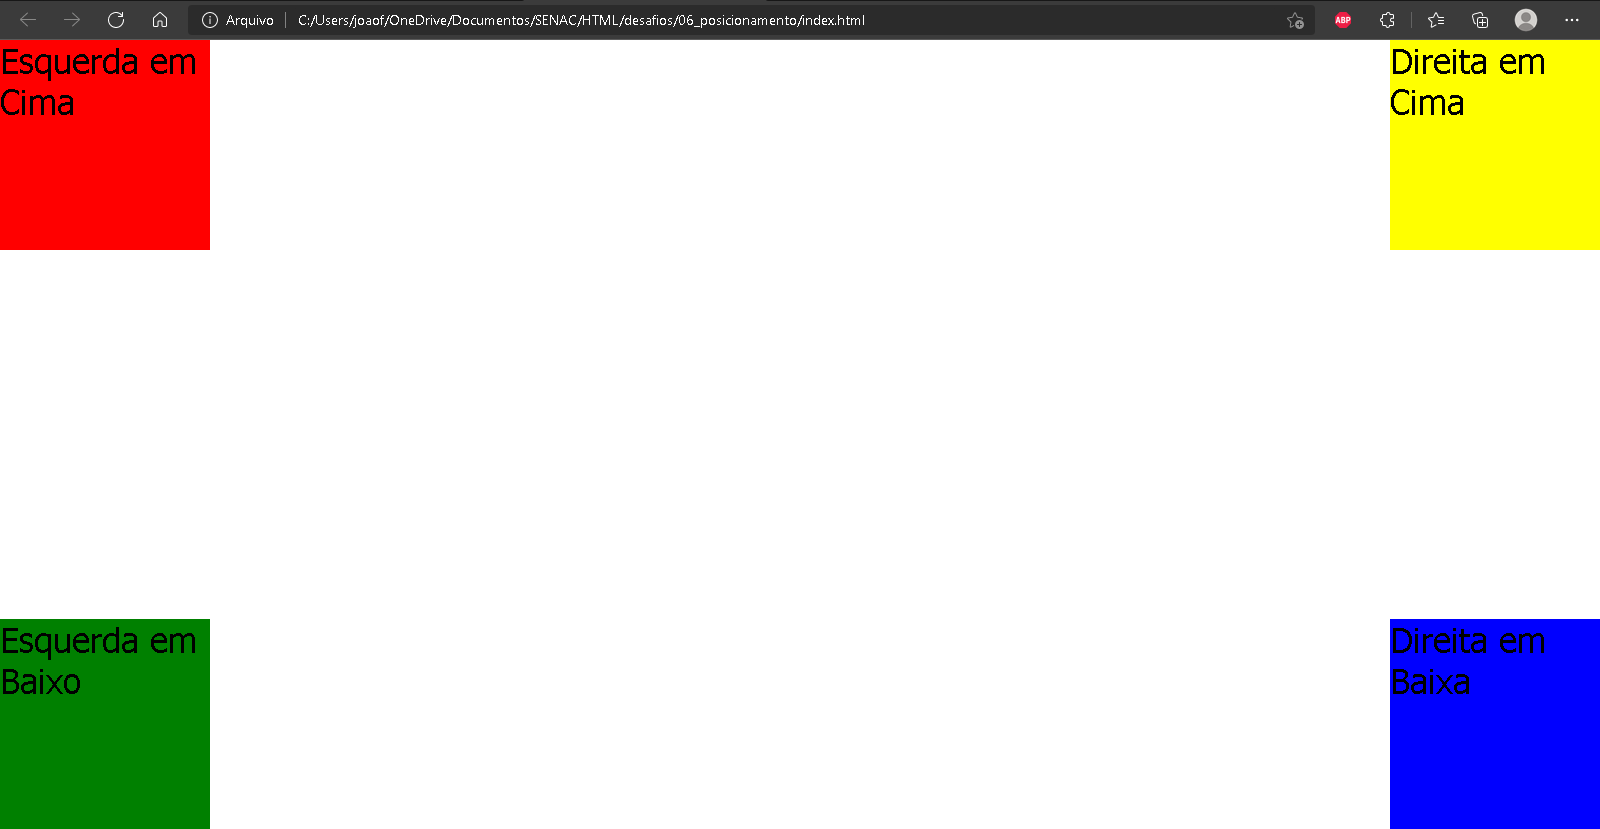 Arquivo C:/Users/joaof/OneDrive/Documentos/SENAC/HTML/desafios/06_posicionamento/index.html ABP
Esquerda em
Cima
Direita em
Cima
Esquerda em
Baixo
Direita em
Baixa